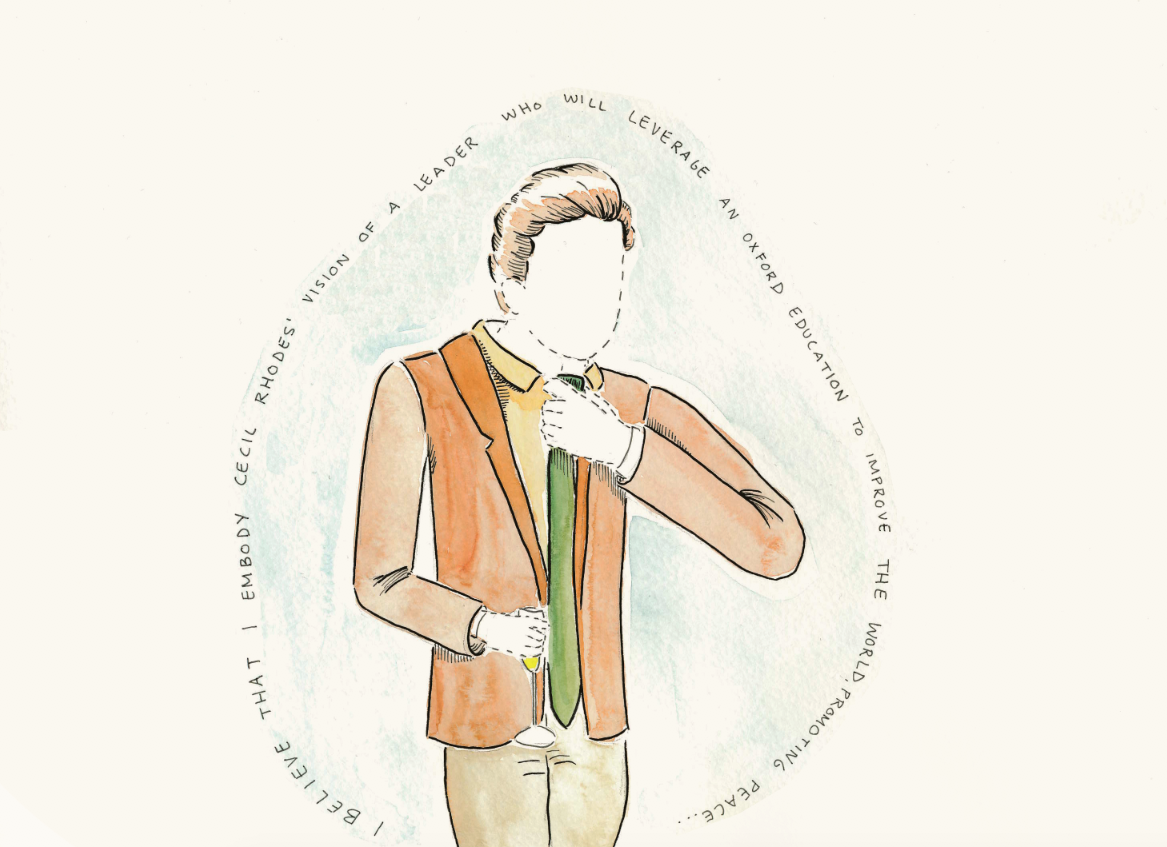 I BELIEVE THAT I EMBODY CECIL RHODES' VISION OF A LEADER WHO WILL LEVERAGE AN OXFORD EDUCATION TO IMPROVE THE WORLD, PROMOTING PEACE...